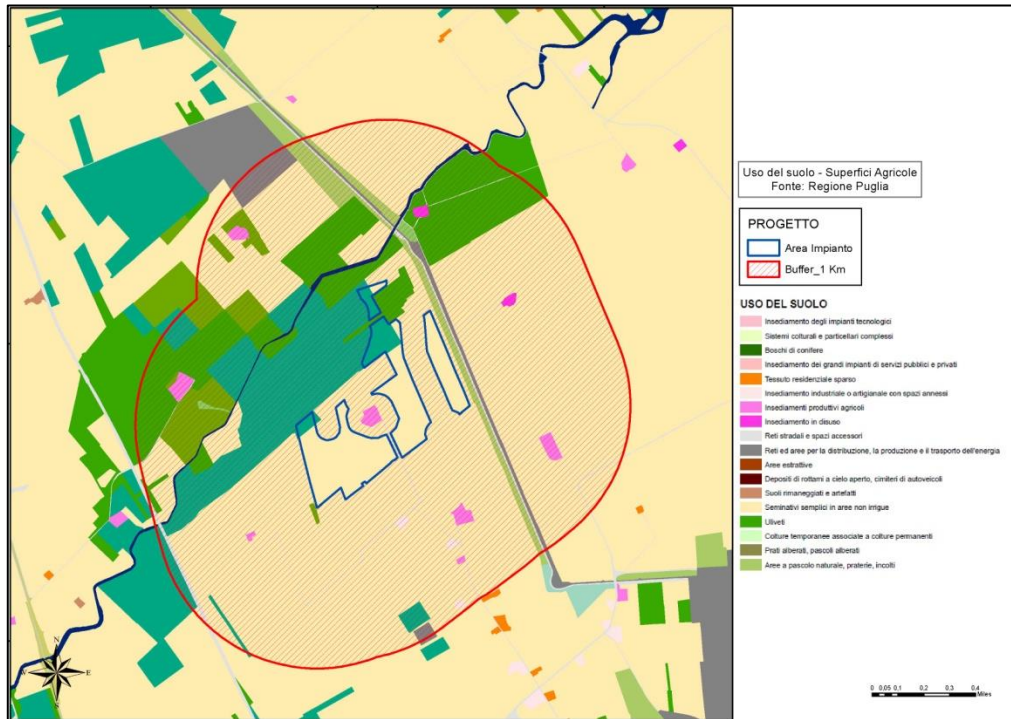 Uso del suolo - Superfici Agricole
Fonte: Regione Puglia
PROGETTO
Area Impianto
Buffer_1 Km
USO DEL SUOLO
Insediamento degli impianti tecnologici
Sistemi colturali e particellari complessi
Boschi di conifere
Insediamento dei grandi impianti di servizi pubblici e privati
Tessuto residenziale sparso
Insediamento industriale o artigianale con spazi annessi
Insediamenti produttivi agricoli
Insediamento in disuso
Reti stradali e spazi accessori
Reti ed aree per la distribuzione, la produzione e il trasporto dell'energia
Aree estrattive
Depositi di rottami a cielo aperto, cimiteri di autoveicoli
Suoli rimaneggiati e artefatti
Seminativi semplici in aree non irrigue
Uliveti
Colture temporanee associate a colture permanenti
Prati alberati, pascoli alberati
Aree a pascolo naturale, praterie, incolti
N
W E
S
0 0,05 0,1 0,2 0,3 0,4
Miles